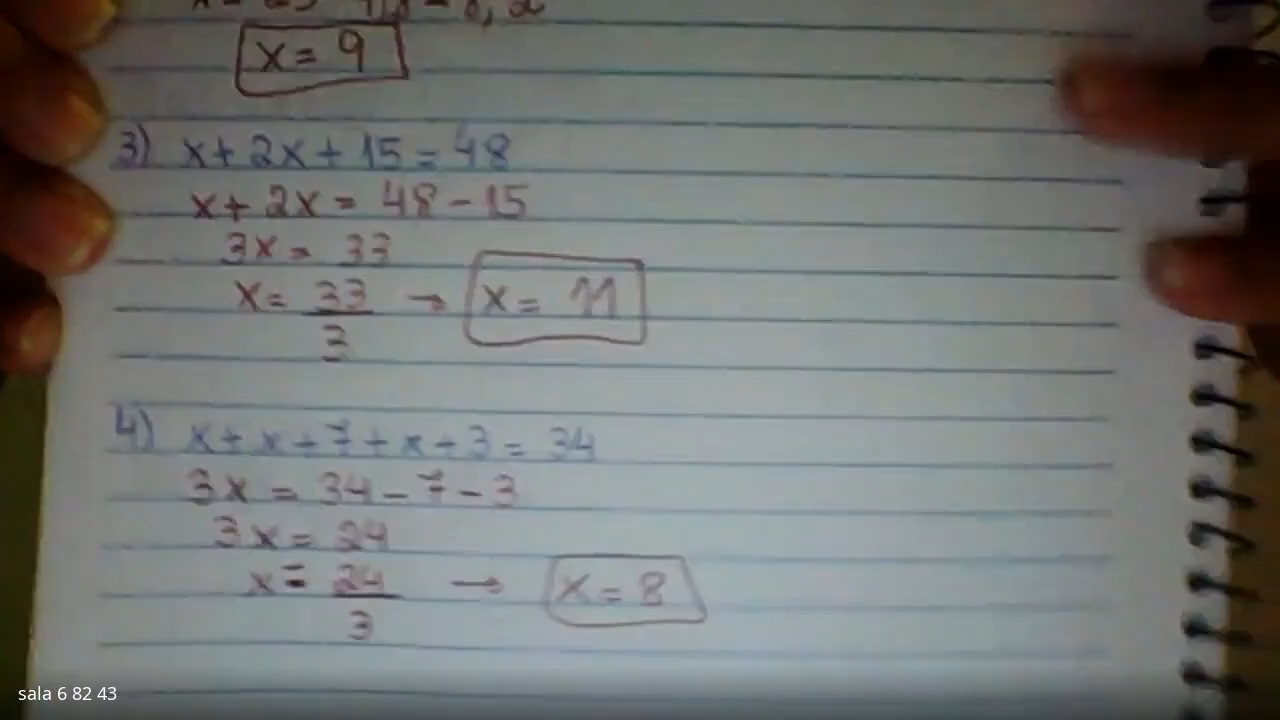 x = 9
3) x + 2x + 15 = 48
x + 2x = 48 - 15
3x = 33
x = 33/3 → x = 11
4) x + x + 7 + x + 3 = 34
3x = 34 - 7 - 3
3x = 24
x = 24/3 → x = 8
sala 6 82 43